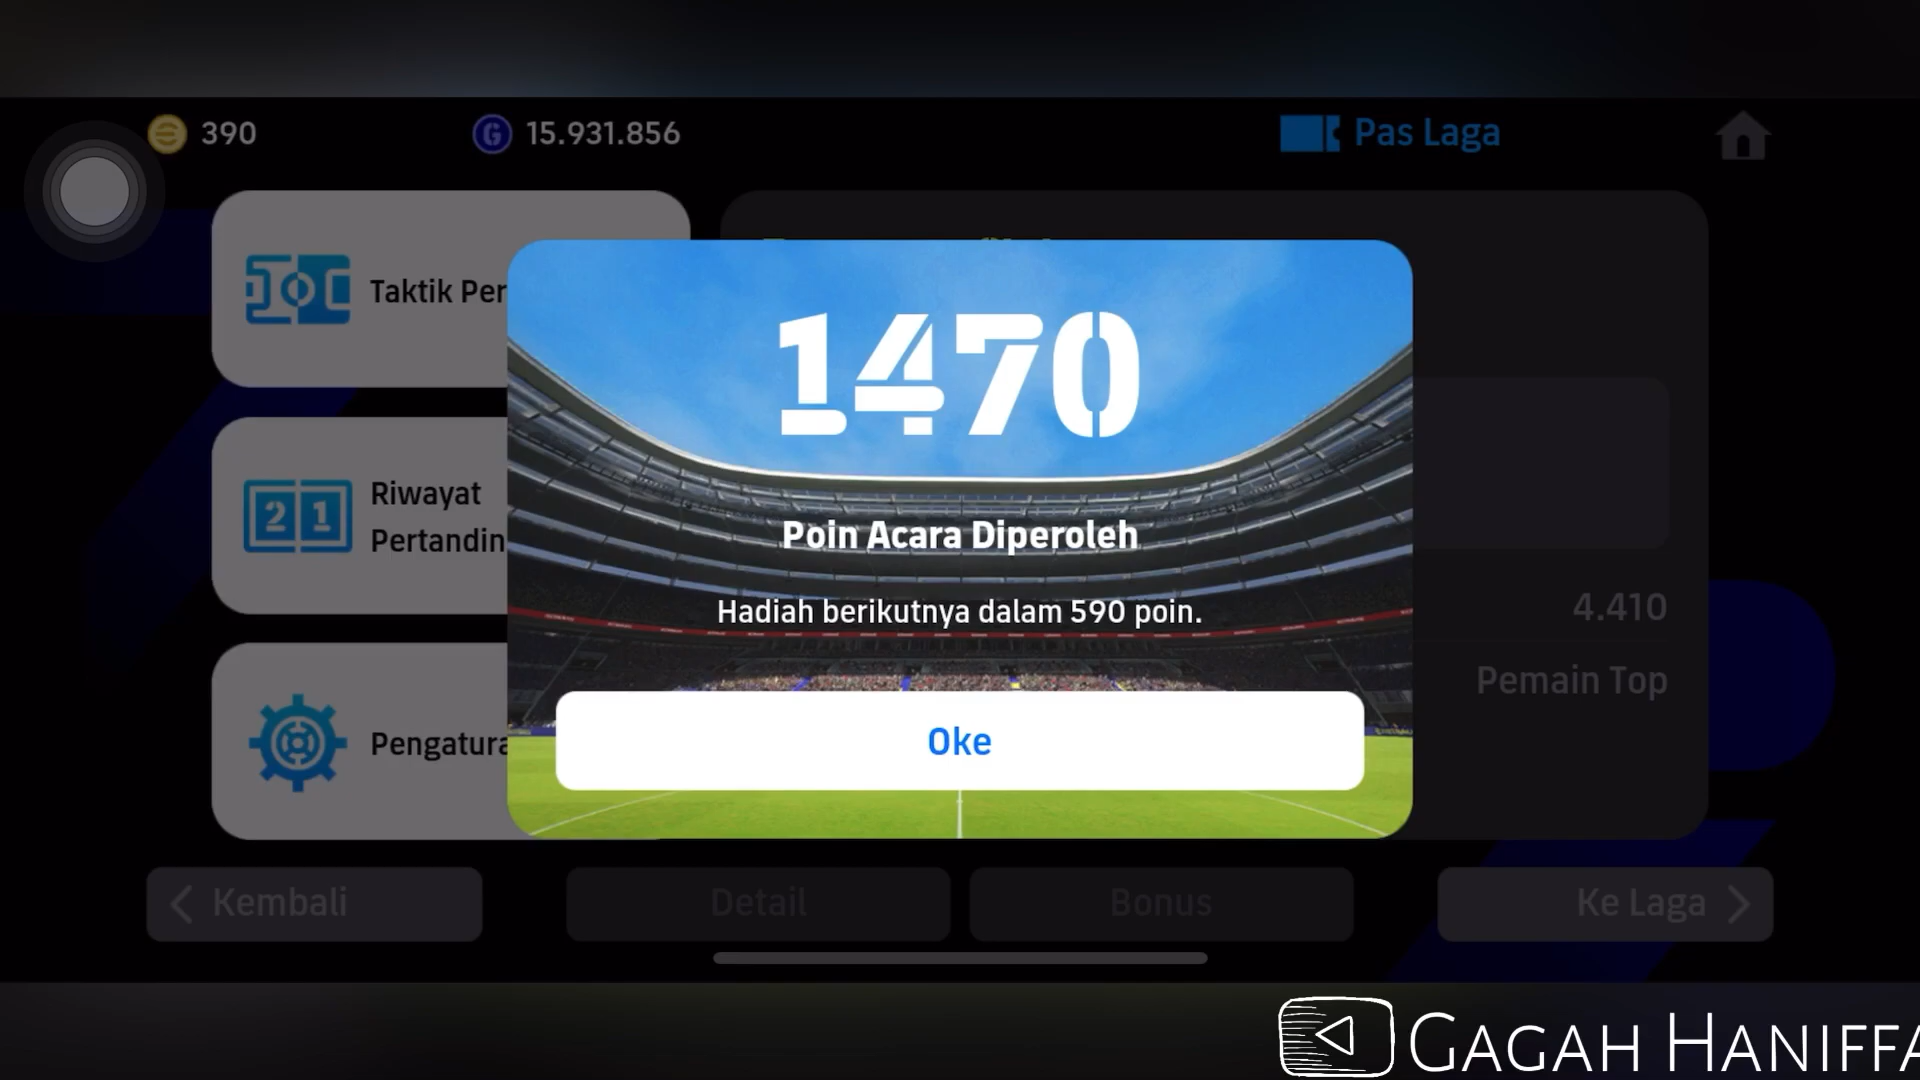 390
15.931.856
Pas Laga
Taktik Per
1470
Riwayat
Pertandin
Poin Acara Diperoleh
Hadiah berikutnya dalam 590 poin.
4.410
Pemain Top
Pengatura
Oke
Kembali
Detail
Bonus
Ke Laga
GAGAH HANIFFA